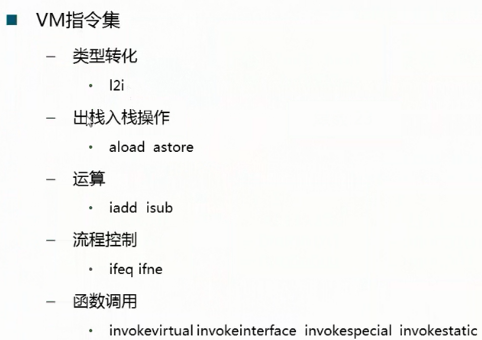 VM指令集
类型转化
l2i
出栈入栈操作
aload astore
运算
iadd isub
流程控制
ifeq ifne
函数调用
invokevirtual invokeinterface invokespecial invokestatic